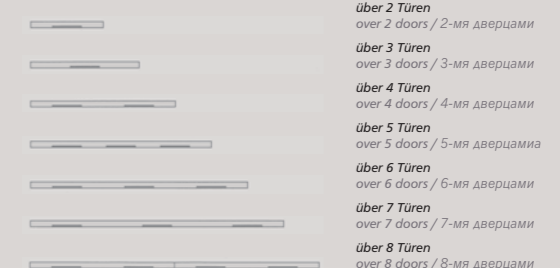 über 2 Türen
over 2 doors / 2-мя дверцами
über 3 Türen
over 3 doors / 3-мя дверцами
über 4 Türen
over 4 doors / 4-мя дверцами
über 5 Türen
over 5 doors / 5-мя дверцамиа
über 6 Türen
over 6 doors / 6-мя дверцами
über 7 Türen
over 7 doors / 7-мя дверцами
über 8 Türen
over 8 doors / 8-мя дверцами